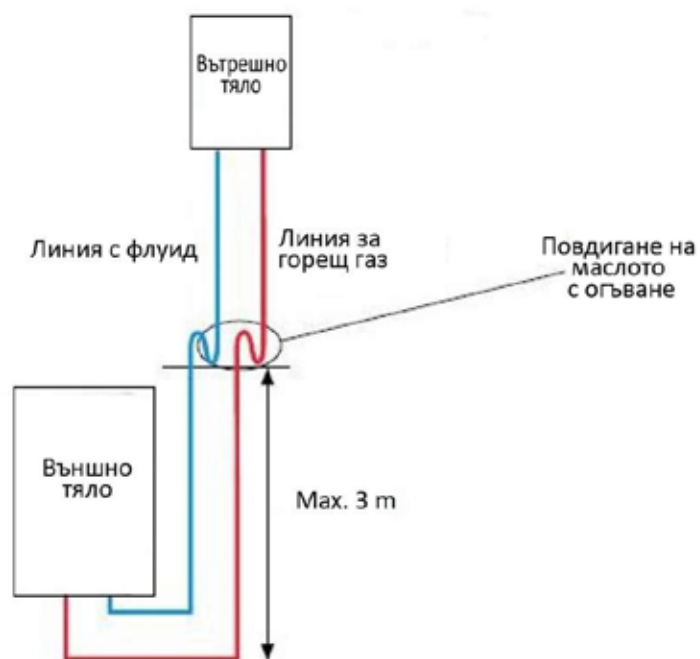 Вътрешно
тяло
Линия с флуид
Линия за
горещ газ
Повдигане на
маслото
с огъване
Външно
тяло
Max. 3 m